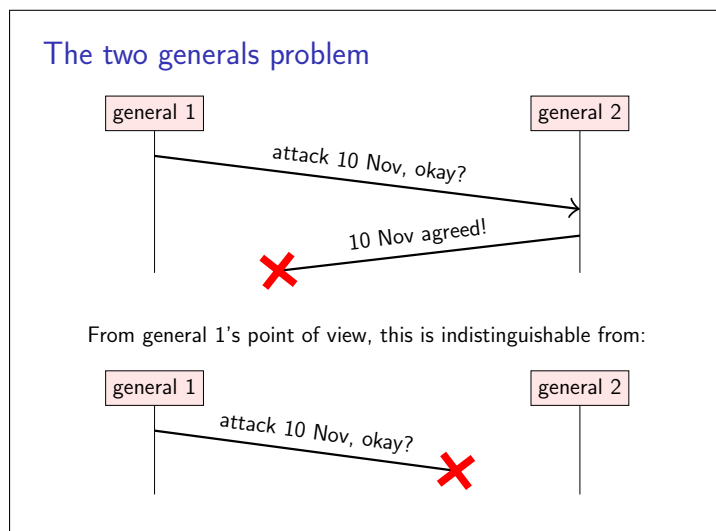 The two generals problem
general 1
general 2
attack 10 Nov, okay?
10 Nov agreed!
From general 1's point of view, this is indistinguishable from:
general 1
general 2
attack 10 Nov, okay?